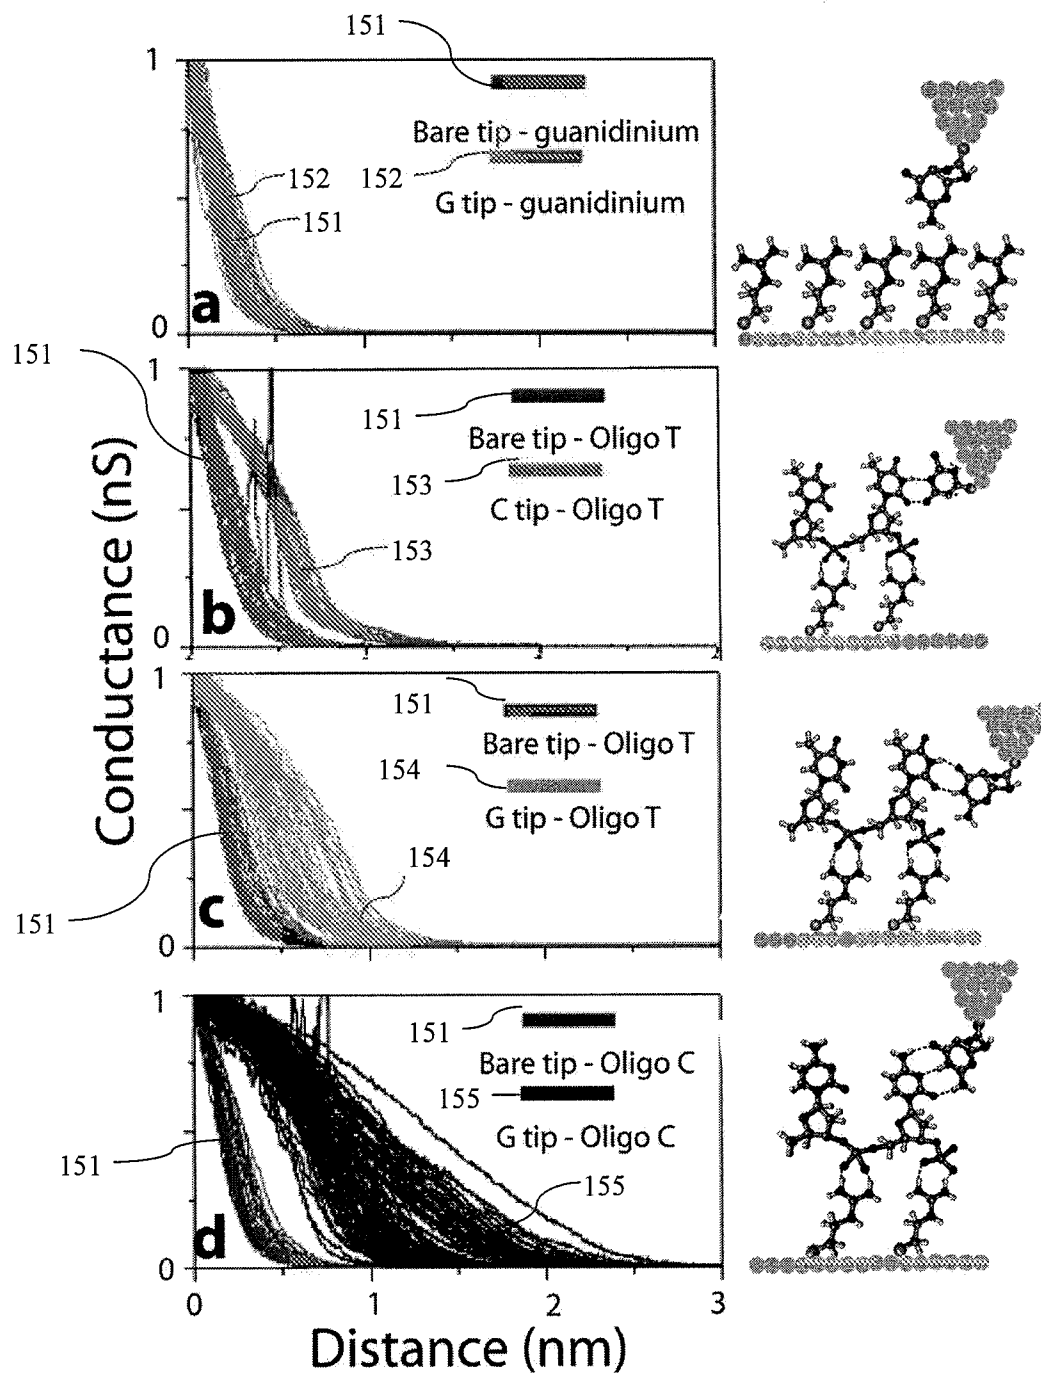 151
1
Bare tip - guanidinium
152
152
G tip - guanidinium
151
a
0
151
1
151
Bare tip - Oligo T
153
C tip - Oligo T
153
b
0
151
Bare tip - Oligo T
154
G tip - Oligo T
154
151
c
0
1
151
Bare tip - Oligo C
155
G tip - Oligo C
151
155
d
0
0
1
2
3
Distance (nm)
Conductance (nS)